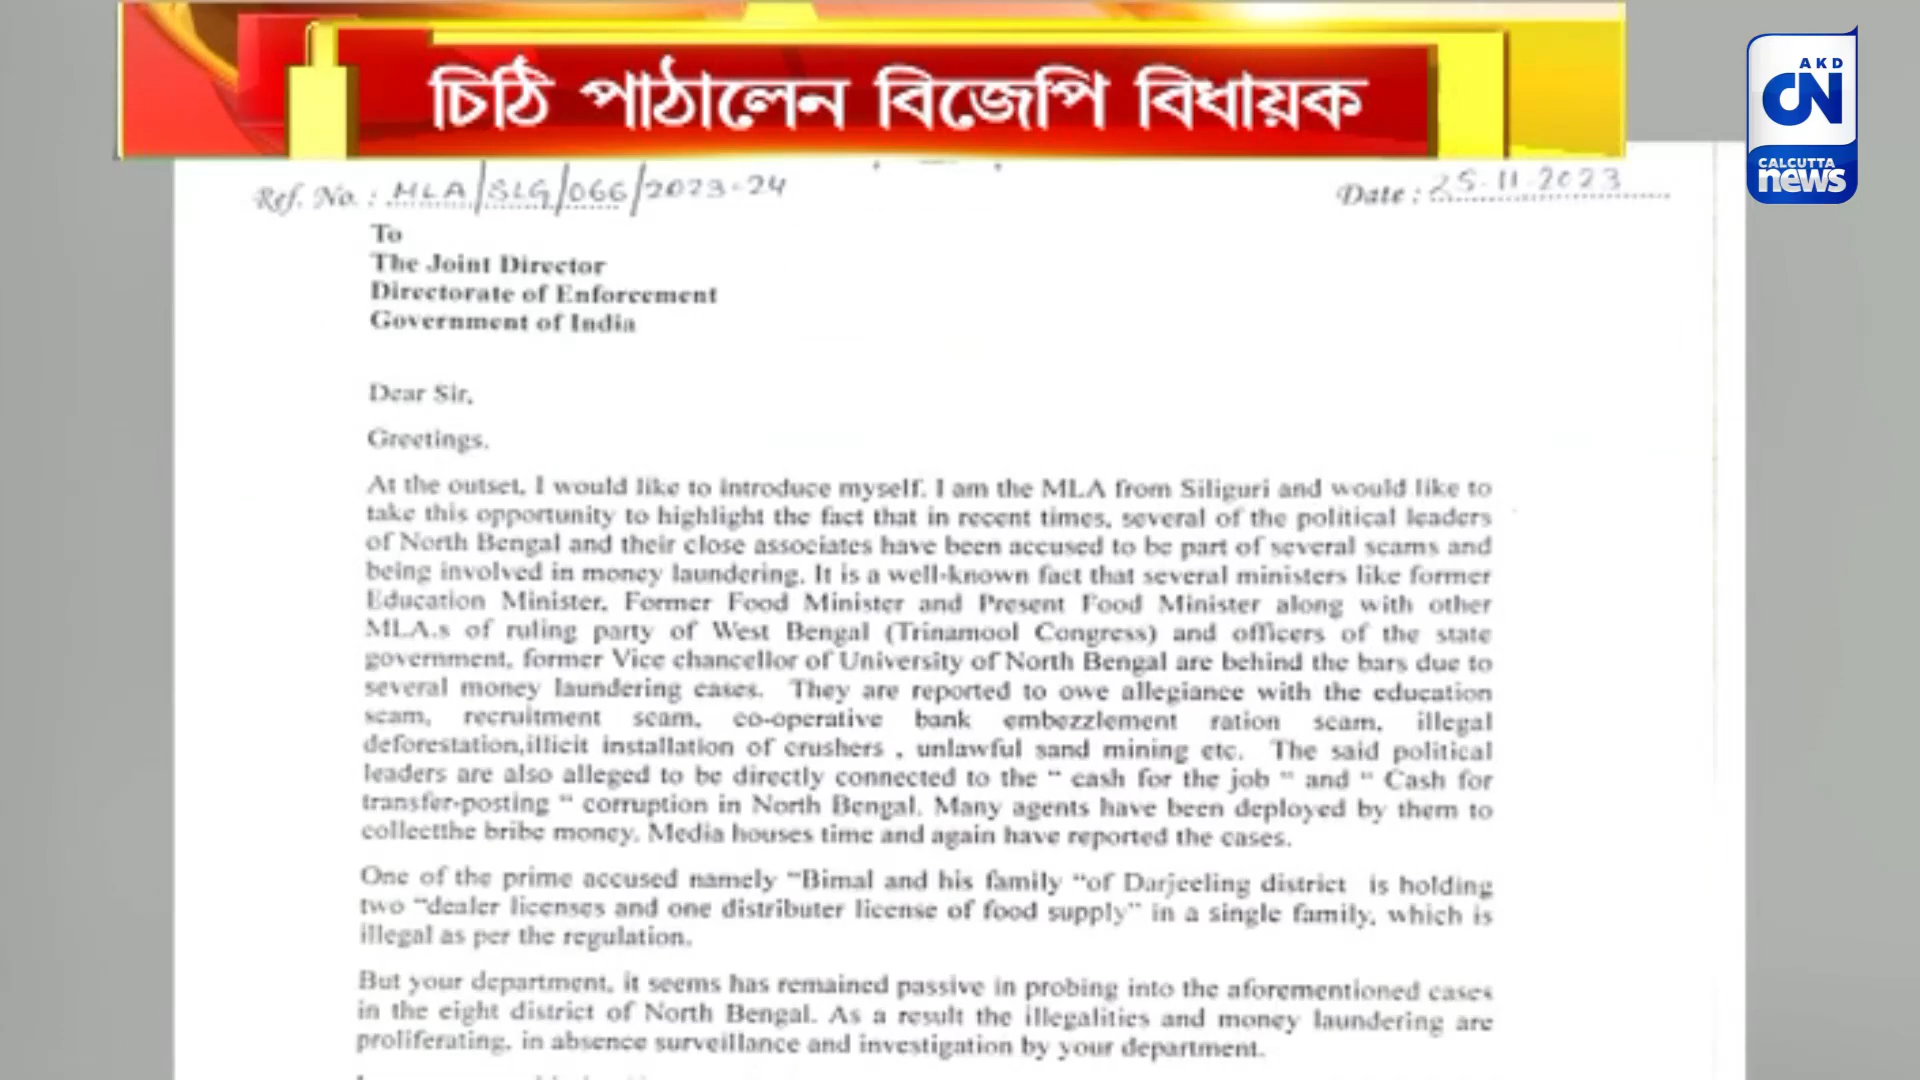 চিঠি পাঠালেন বিজেপি বিধায়ক
AKD
CN
CALCUTTA
news
Ref. No. : MLA/SLG/066/2023-24
Date : 25-11-2023
To
The Joint Director
Directorate of Enforcement
Government of India
Dear Sir,
Greetings.
At the outset, I would like to introduce myself. I am the MLA from Siliguri and would like to
take this opportunity to highlight the fact that in recent times, several of the political leaders
of North Bengal and their close associates have been accused to be part of several scams and
being involved in money laundering. It is a well-known fact that several ministers like former
Education Minister, Former Food Minister and Present Food Minister along with other
MLA.s of ruling party of West Bengal (Trinamool Congress) and officers of the state
government, former Vice chancellor of University of North Bengal are behind the bars due to
several money laundering cases. They are reported to owe allegiance with the education
scam, recruitment scam, co-operative bank embezzlement ration scam, illegal
deforestation,illicit installation of crushers , unlawful sand mining etc. The said political
leaders are also alleged to be directly connected to the “ cash for the job “ and “ Cash for
transfer-posting “ corruption in North Bengal. Many agents have been deployed by them to
collectthe bribe money. Media houses time and again have reported the cases.
One of the prime accused namely “Bimal and his family “of Darjeeling district is holding
two “dealer licenses and one distributer license of food supply” in a single family, which is
illegal as per the regulation.
But your department, it seems has remained passive in probing into the aforementioned cases
in the eight district of North Bengal. As a result the illegalities and money laundering are
proliferating, in absence surveillance and investigation by your department.